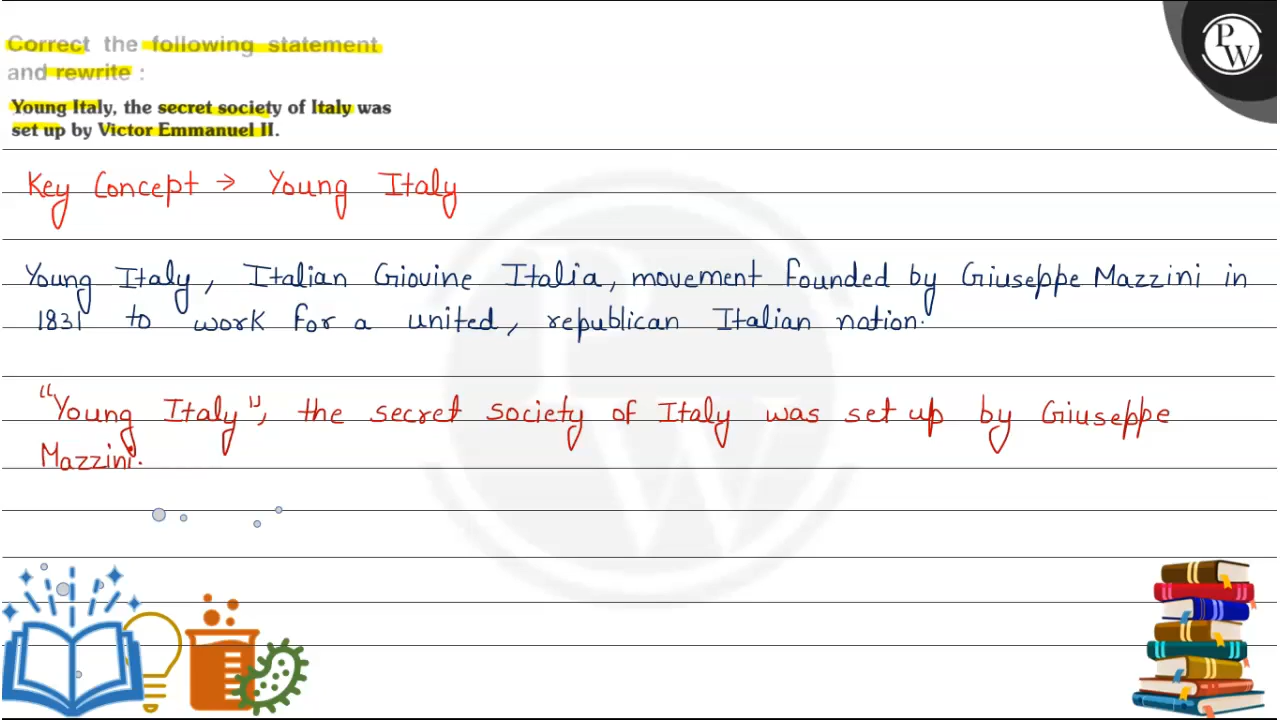 Correct the following statement
and rewrite :
Young Italy, the secret society of Italy was
set up by Victor Emmanuel II.
PW
Key Concept → Young Italy
Young Italy, Italian Giovine Italia, movement founded by Giuseppe Mazzini in
1831 to work for a united, republican Italian nation.
"Young Italy", the secret society of Italy was set up by Giuseppe
Mazzini.